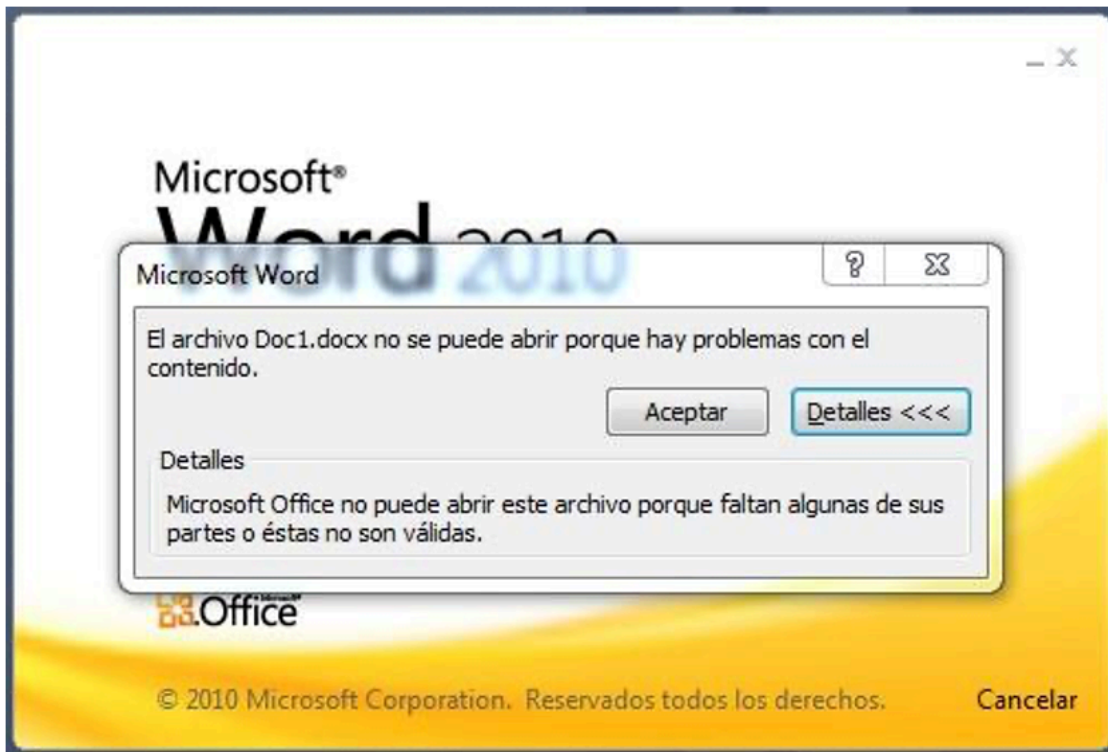 Microsoft®
Word 2010
Microsoft Word
El archivo Doc1.docx no se puede abrir porque hay problemas con el
contenido.
Aceptar
Detalles <<<
Detalles
Microsoft Office no puede abrir este archivo porque faltan algunas de sus
partes o éstas no son válidas.
Office
© 2010 Microsoft Corporation. Reservados todos los derechos.
Cancelar